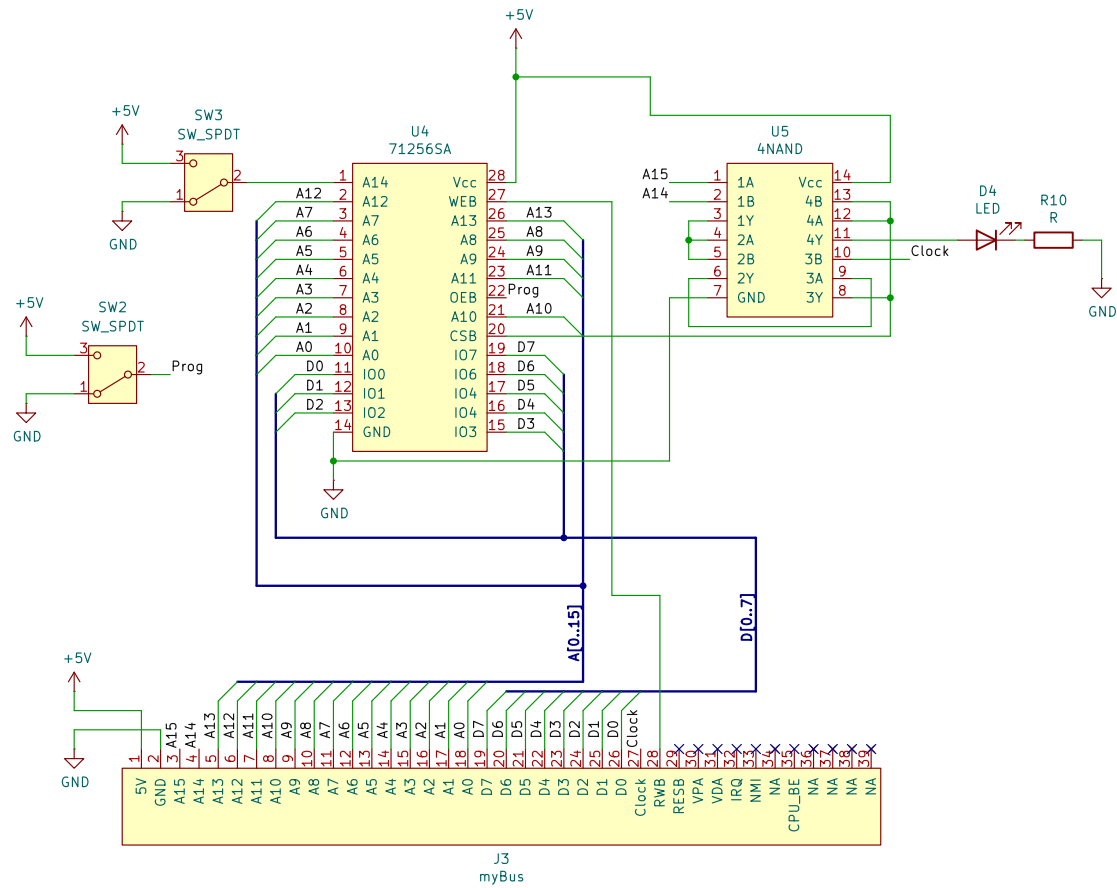 +5V
+5V
SW3
SW_SPDT
3
2
1
GND
+5V
SW2
SW_SPDT
3
2
1
Prog
GND
U4
71256SA
1 A14 Vcc 28
A12 2 A12 WEB 27
A7 3 A7 A13 26 A13
A6 4 A6 A8 25 A8
A5 5 A5 A9 24 A9
A4 6 A4 A11 23 A11
A3 7 A3 OEB 22 Prog
A2 8 A2 A10 21 A10
A1 9 A1 CSB 20
A0 10 A0 IO7 19 D7
D0 11 IO0 IO6 18 D6
D1 12 IO1 IO4 17 D5
D2 13 IO2 IO4 16 D4
14 GND IO3 15 D3
GND
U5
4NAND
A15 1 1A Vcc 14
A14 2 1B 4B 13
3 1Y 4A 12
4 2A 4Y 11
5 2B 3B 10 Clock
6 2Y 3A 9
7 GND 3Y 8
D4
LED
R10
R
GND
A[0..15]
D[0..7]
+5V
GND
A15 A14 A13 A12 A11 A10 A9 A8 A7 A6 A5 A4 A3 A2 A1 A0 D7 D6 D5 D4 D3 D2 D1 D0 Clock
1 2 3 4 5 6 7 8 9 10 11 12 13 14 15 16 17 18 19 20 21 22 23 24 25 26 27 28 29 30 31 32 33 34 35 36 37 38 39
5V GND A15 A14 A13 A12 A11 A10 A9 A8 A7 A6 A5 A4 A3 A2 A1 A0 D7 D6 D5 D4 D3 D2 D1 D0 Clock RWB RESB VPA VDA IRQ NMI NA CPU_BE NA NA NA NA
J3
myBus